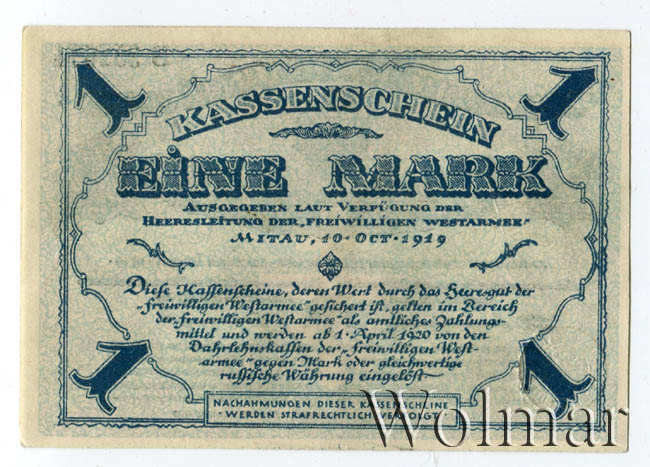 1 1
KASSENSCHEIN
EINE MARK
AUSGEGEBEN LAUT VERFÜGUNG DER
HEERESLEITUNG DER „FREIWILLIGEN WESTARMEE"
MITAU, 10·OCT·1919
Diese Kassenscheine, deren Wert durch das Heeresgut der
„freiwilligen Westarmee" gesichert ist, gelten im Bereich
der „freiwilligen Westarmee" als amtliches Zahlungs-
mittel und werden ab 1·April 1920 von den
Dahrlehnskassen der „freiwilligen West-
armee" gegen Mark oder gleichwertige
russische Währung eingelöst
1 1
NACHAHMUNGEN DIESER KASSENSCHEINE
WERDEN STRAFRECHTLICH VERFOLGT
Wolmar